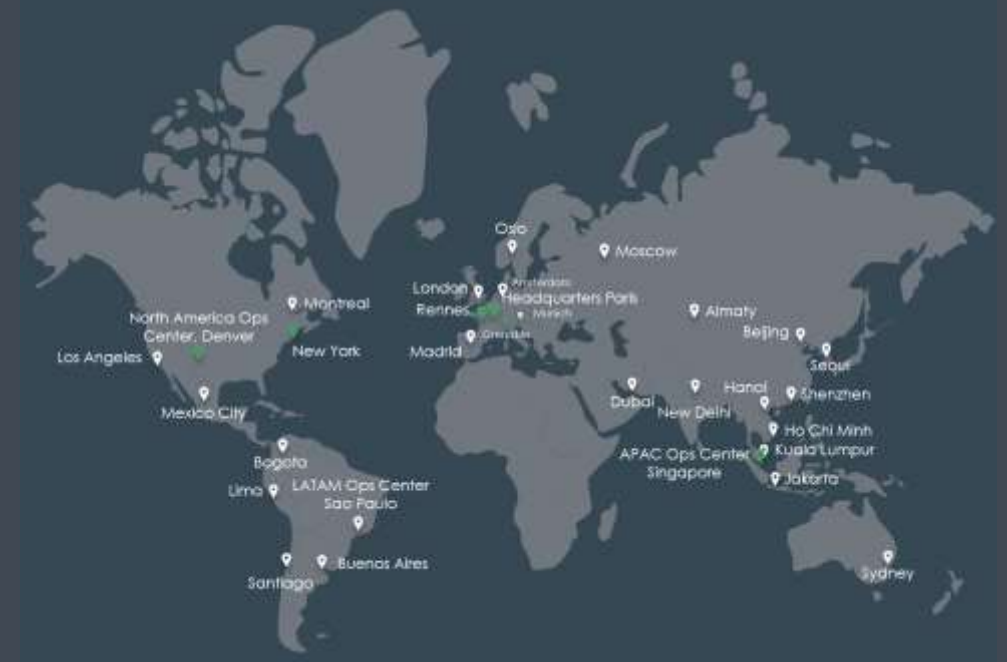 Oslo
Moscow
London
Amsterdam
Headquarters Paris
Rennes
Munich
Montreal
North America Ops
Center, Denver
Almaty
Beijing
Madrid
Grenoble
New York
Los Angeles
Seoul
Hanoi
Shenzhen
Dubai
New Delhi
Mexico City
Ho Chi Minh
Kuala Lumpur
APAC Ops Center
Singapore
Bogota
Jakarta
Lima
LATAM Ops Center
Sao Paulo
Buenos Aires
Santiago
Sydney